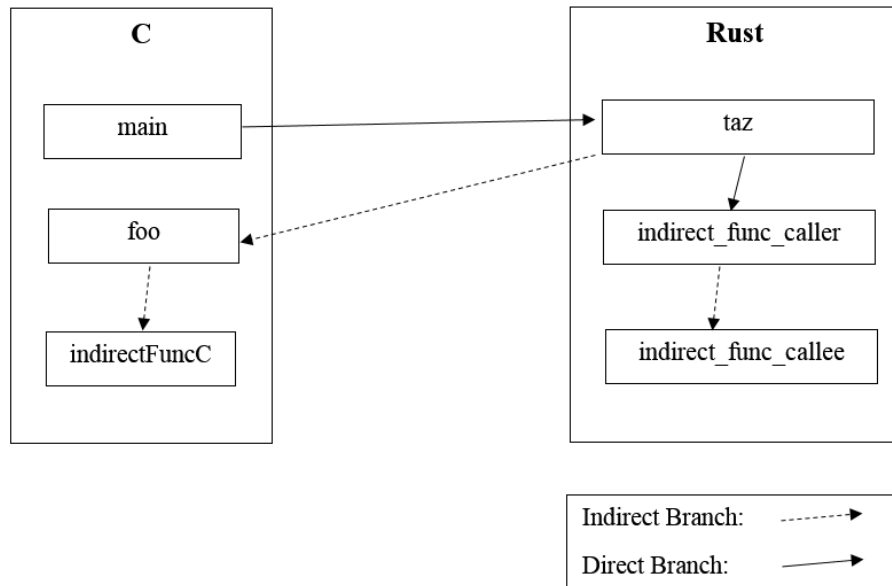 C
main
foo
indirectFuncC
Rust
taz
indirect_func_caller
indirect_func_callee
Indirect Branch:
Direct Branch: